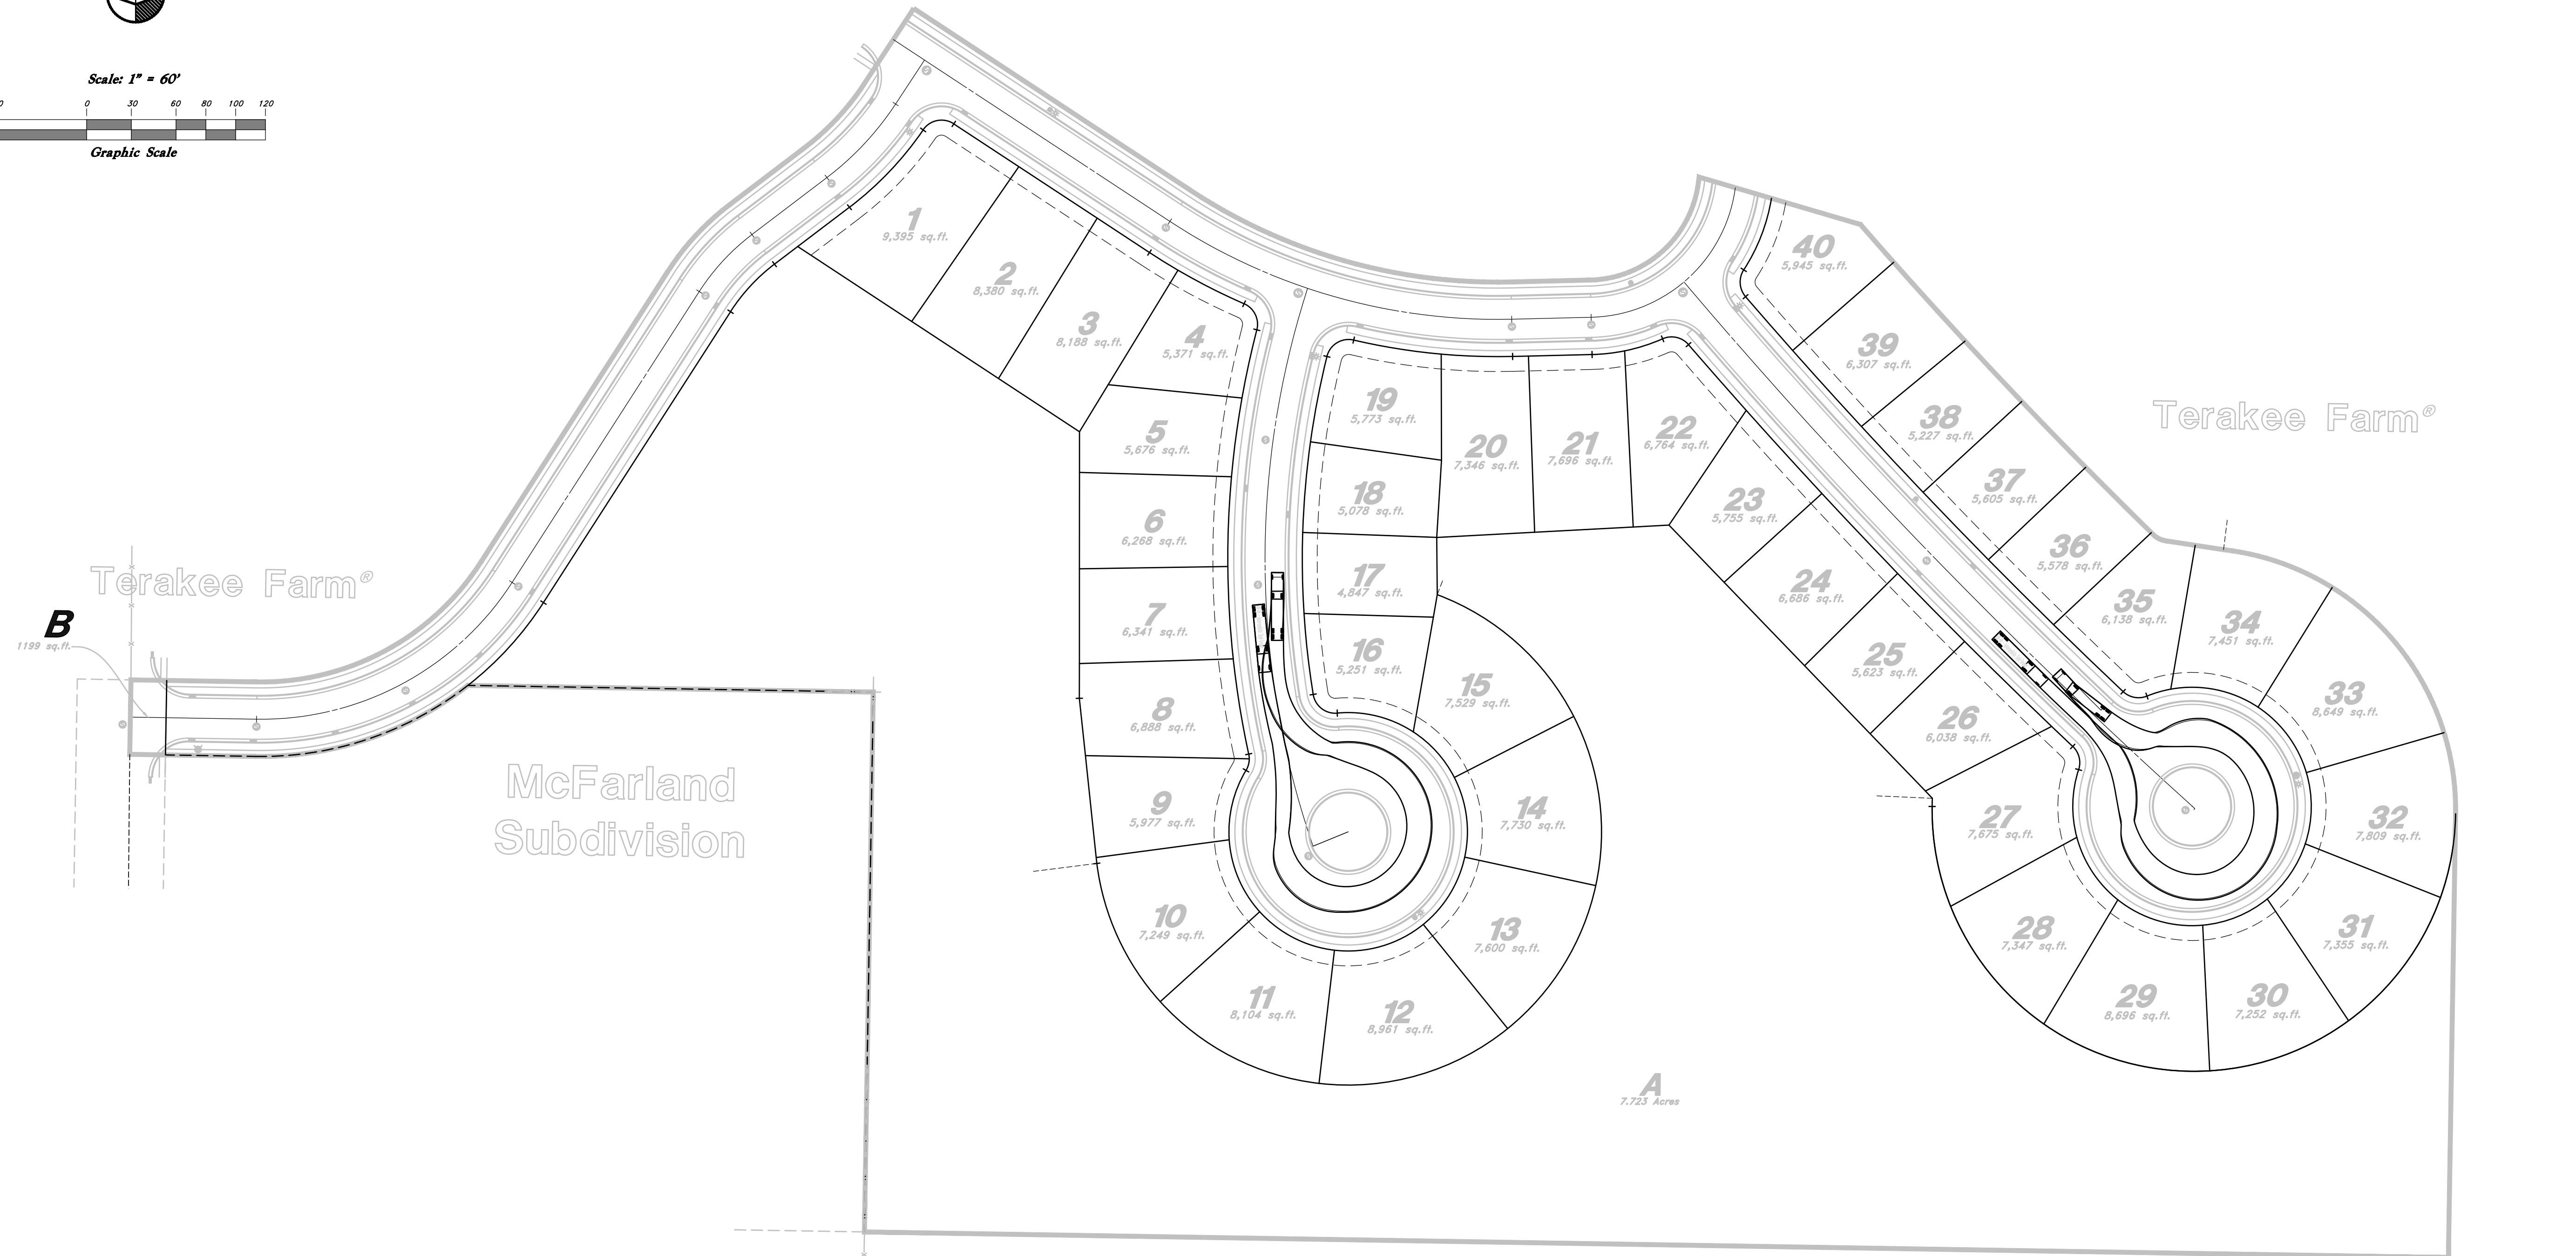 Scale: 1" = 60'
0 30 60 80 100 120
Graphic Scale
1
9,395 sq.ft.
2
8,380 sq.ft.
3
8,188 sq.ft.
4
5,371 sq.ft.
5
5,676 sq.ft.
6
6,268 sq.ft.
7
6,341 sq.ft.
8
6,888 sq.ft.
9
5,977 sq.ft.
10
7,249 sq.ft.
11
8,104 sq.ft.
12
8,961 sq.ft.
13
7,600 sq.ft.
14
7,730 sq.ft.
15
7,529 sq.ft.
16
5,251 sq.ft.
17
4,847 sq.ft.
18
5,078 sq.ft.
19
5,773 sq.ft.
20
7,346 sq.ft.
21
7,696 sq.ft.
22
6,764 sq.ft.
23
5,755 sq.ft.
24
6,686 sq.ft.
25
5,623 sq.ft.
26
6,038 sq.ft.
27
7,675 sq.ft.
28
7,347 sq.ft.
29
8,696 sq.ft.
30
7,252 sq.ft.
31
7,355 sq.ft.
32
7,809 sq.ft.
33
8,649 sq.ft.
34
7,451 sq.ft.
35
6,138 sq.ft.
36
5,578 sq.ft.
37
5,605 sq.ft.
38
5,227 sq.ft.
39
6,307 sq.ft.
40
5,945 sq.ft.
Terakee Farm®
Terakee Farm®
B
1199 sq.ft.
McFarland
Subdivision
A
7.723 Acres